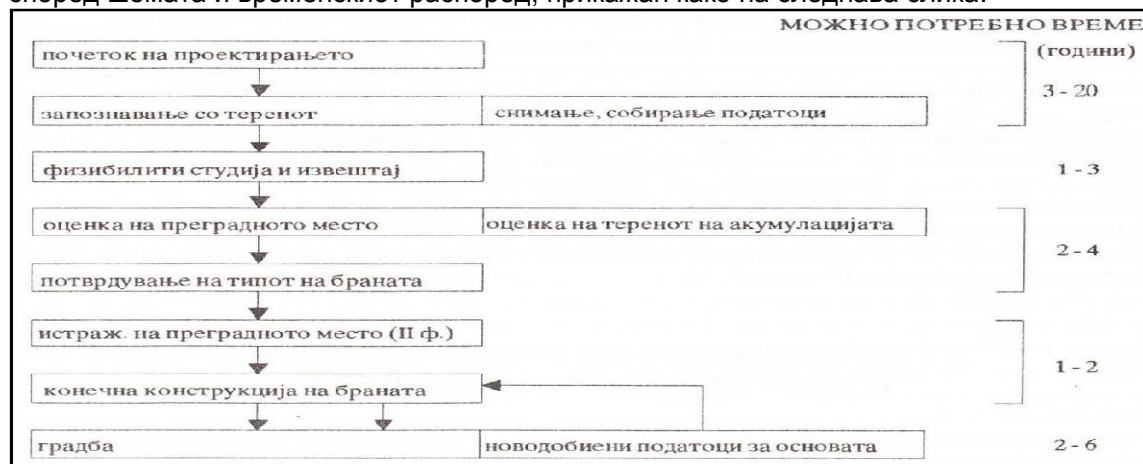 според шемата и временскиот распоред, прикажан како на следнава слика:
МОЖНО ПОТРЕБНО ВРЕМЕ
почеток на проектирањето
(години)
3 - 20
запознавање со теренот
снимање, собирање податоци
физибилити студија и извештај
1 - 3
оценка на преградното место
оценка на теренот на акумулацијата
2 - 4
потврдување на типот на браната
истраж. на преградното место (II ф.)
1 - 2
конечна конструкција на браната
градба
новодобиени податоци за основата
2 - 6